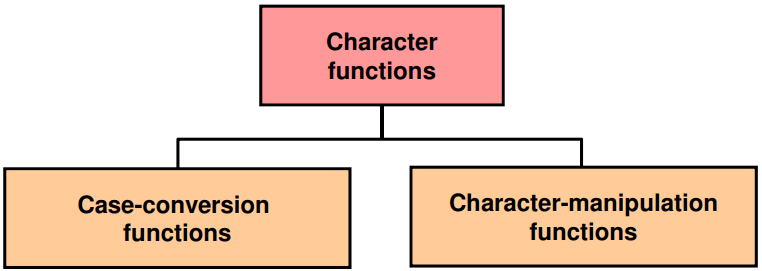 Character
functions
Case-conversion
functions
Character-manipulation
functions